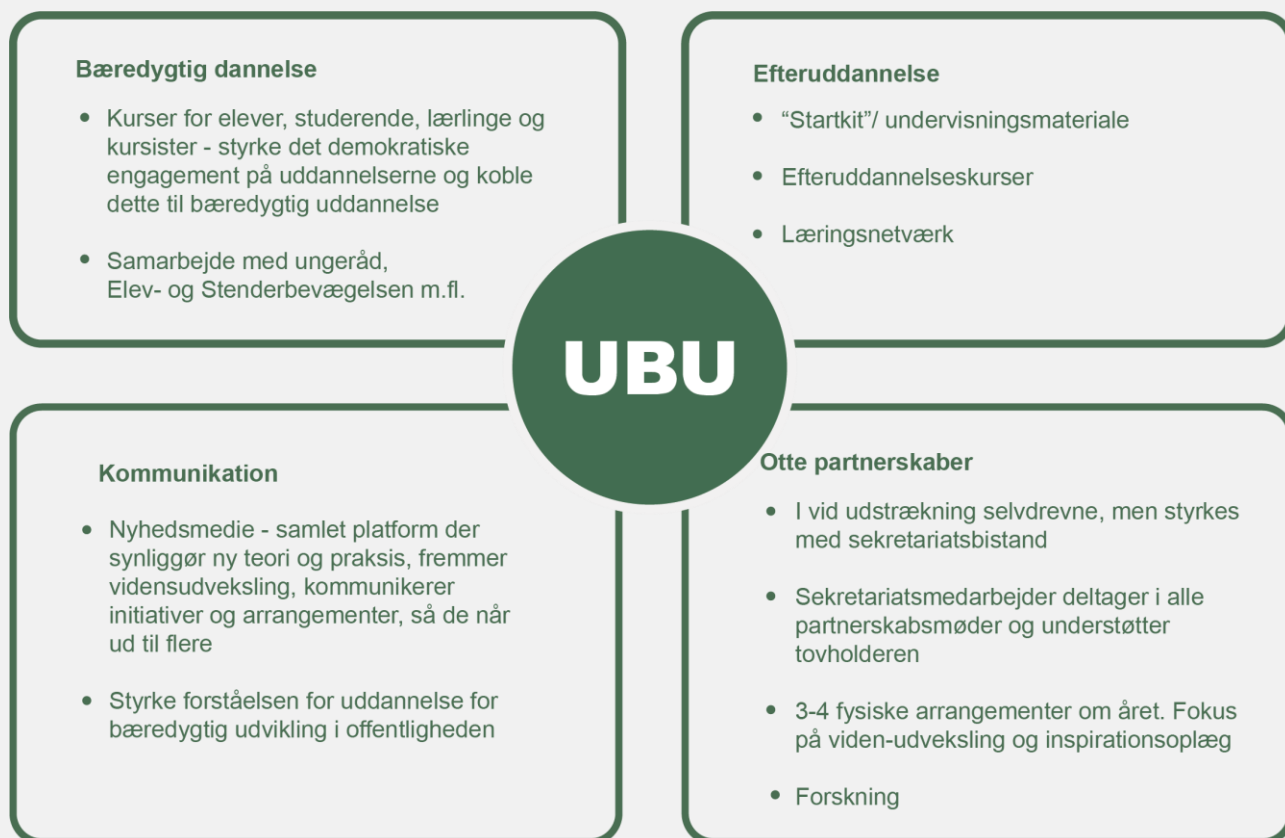 Bæredygtig dannelse
• Kurser for elever, studerende, lærlinge og
kursister - styrke det demokratiske
engagement på uddannelserne og koble
dette til bæredygtig uddannelse
• Samarbejde med ungeråd,
Elev- og Stenderbevægelsen m.fl.
Efteruddannelse
• “Startkit”/ undervisningsmateriale
• Efteruddannelseskurser
• Læringsnetværk
UBU
Kommunikation
• Nyhedsmedie - samlet platform der
synliggør ny teori og praksis, fremmer
vidensudveksling, kommunikerer
initiativer og arrangementer, så de når
ud til flere
• Styrke forståelsen for uddannelse for
bæredygtig udvikling i offentligheden
Otte partnerskaber
• I vid udstrækning selvdrevne, men styrkes
med sekretariatsbistand
• Sekretariatsmedarbejder deltager i alle
partnerskabsmøder og understøtter
tovholderen
• 3-4 fysiske arrangementer om året. Fokus
på viden-udveksling og inspirationsoplæg
• Forskning